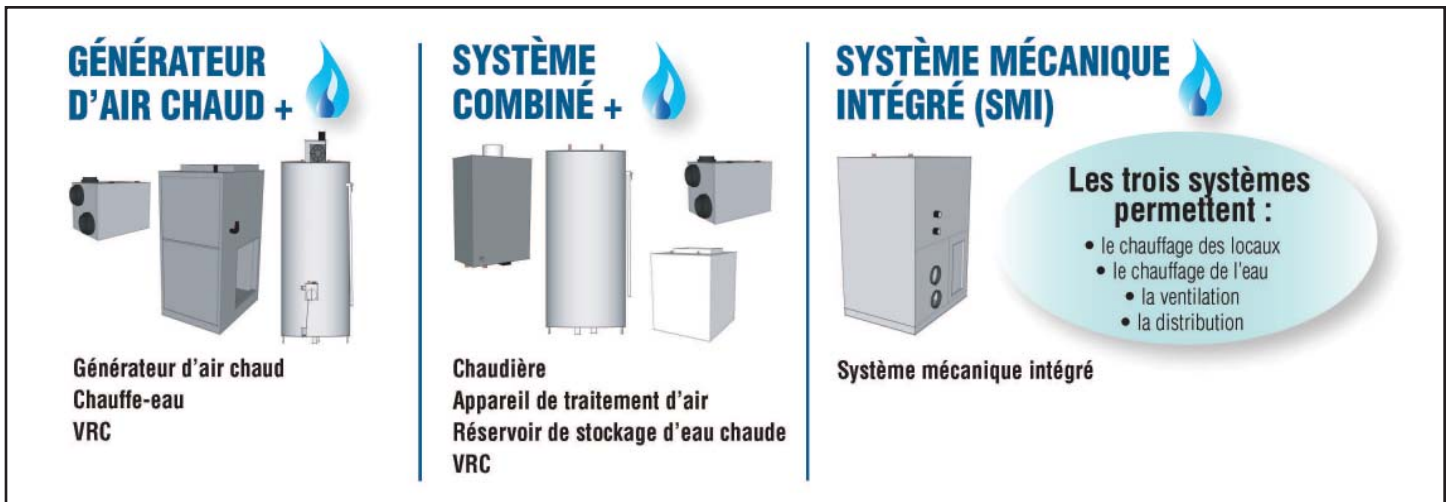 GÉNÉRATEUR
D'AIR CHAUD +
Générateur d'air chaud
Chauffe-eau
VRC
SYSTÈME
COMBINÉ +
Chaudière
Appareil de traitement d'air
Réservoir de stockage d'eau chaude
VRC
SYSTÈME MÉCANIQUE
INTÉGRÉ (SMI)
Les trois systèmes
permettent :
• le chauffage des locaux
• le chauffage de l'eau
• la ventilation
• la distribution
Système mécanique intégré